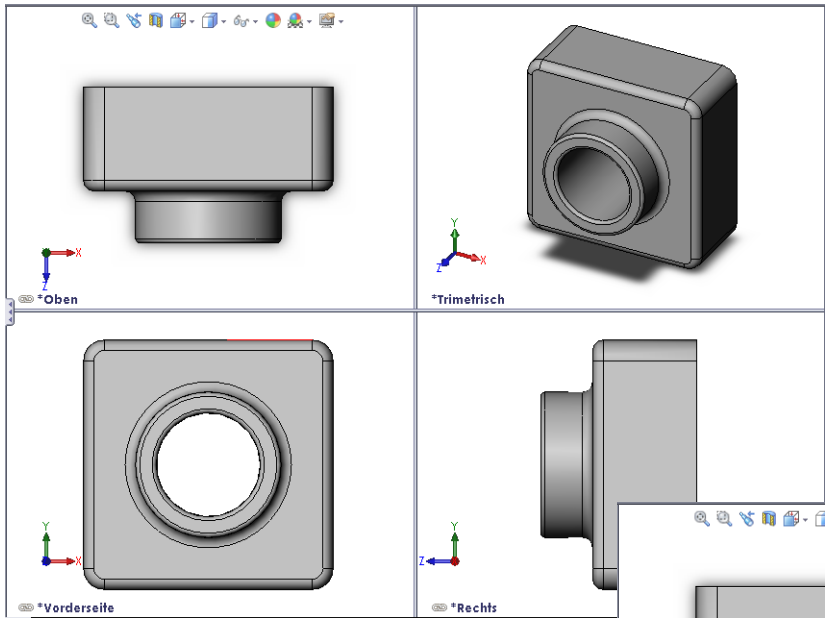 X
Z
*Oben
Y
Z
X
*Trimetrisch
Y
X
*Vorderseite
Y
Z
*Rechts